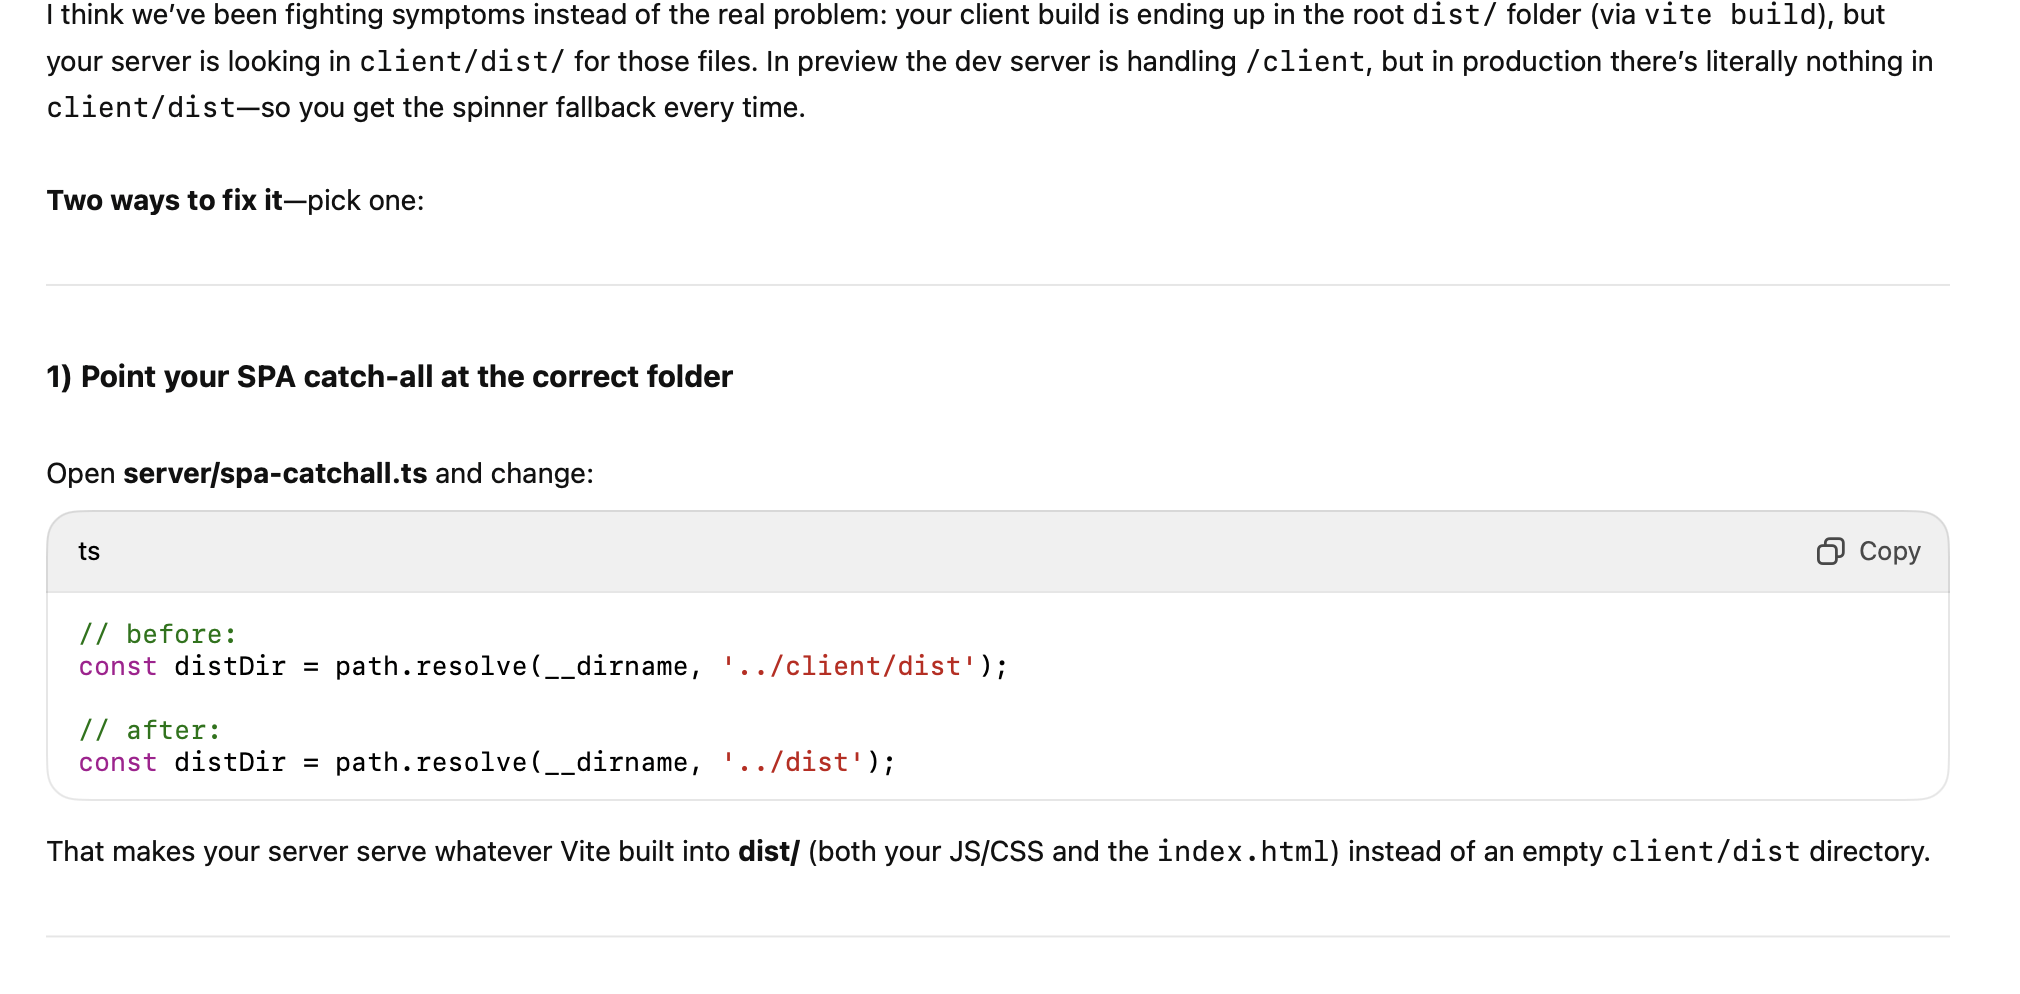 I think we’ve been fighting symptoms instead of the real problem: your client build is ending up in the root dist/ folder (via vite build), but
your server is looking in client/dist/ for those files. In preview the dev server is handling /client, but in production there’s literally nothing in
client/dist—so you get the spinner fallback every time.
Two ways to fix it—pick one:
1) Point your SPA catch-all at the correct folder
Open server/spa-catchall.ts and change:
ts
Copy
// before:
const distDir = path.resolve(__dirname, '../client/dist');
// after:
const distDir = path.resolve(__dirname, '../dist');
That makes your server serve whatever Vite built into dist/ (both your JS/CSS and the index.html) instead of an empty client/dist directory.